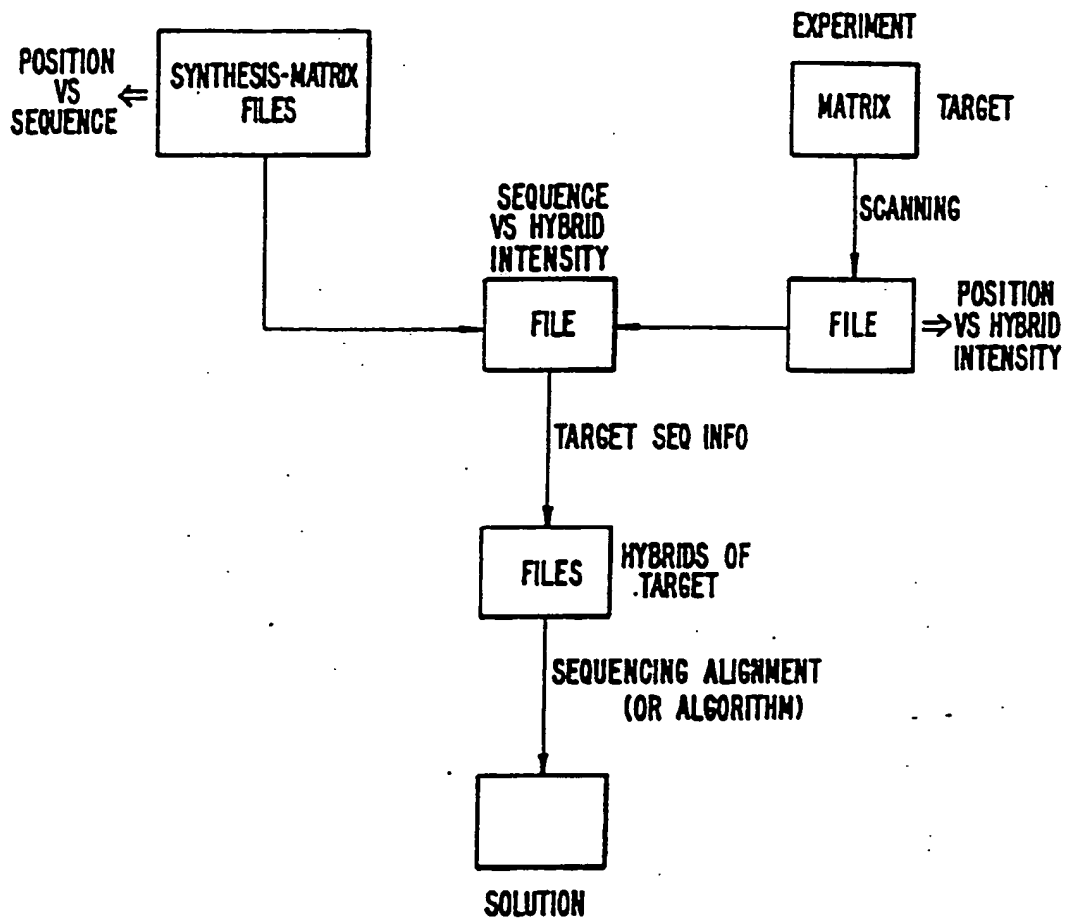 POSITION
VS
SEQUENCE
SYNTHESIS-MATRIX
FILES
EXPERIMENT
MATRIX
TARGET
SCANNING
SEQUENCE
VS HYBRID
INTENSITY
FILE
FILE
POSITION
VS HYBRID
INTENSITY
TARGET SEQ INFO
FILES
HYBRIDS OF
TARGET
SEQUENCING ALIGNMENT
(OR ALGORITHM)
SOLUTION